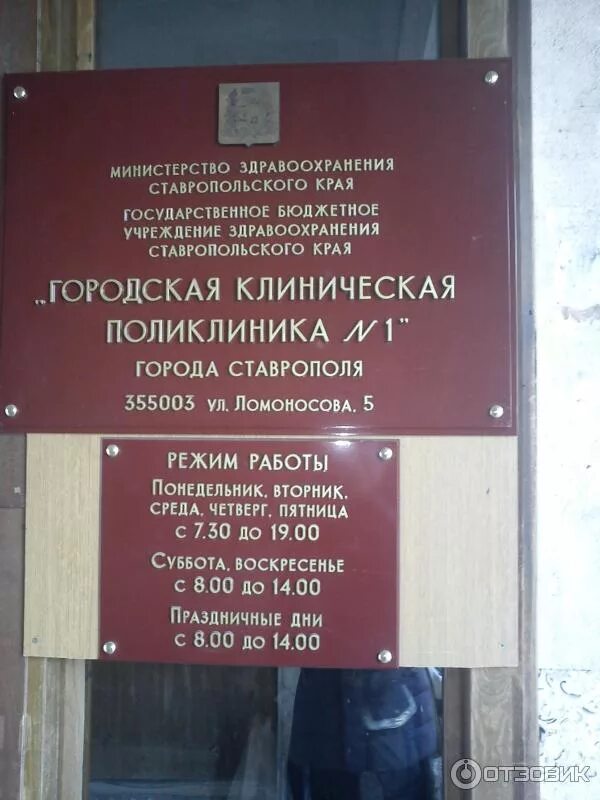 МИНИСТЕРСТВО ЗДРАВООХРАНЕНИЯ
СТАВРОПОЛЬСКОГО КРАЯ
ГОСУДАРСТВЕННОЕ БЮДЖЕТНОЕ
УЧРЕЖДЕНИЕ ЗДРАВООХРАНЕНИЯ
СТАВРОПОЛЬСКОГО КРАЯ
„ГОРОДСКАЯ КЛИНИЧЕСКАЯ
ПОЛИКЛИНИКА N1”
ГОРОДА СТАВРОПОЛЯ
355003 ул. Ломоносова, 5
РЕЖИМ РАБОТЫ
Понедельник, вторник,
среда, четверг, пятница
с 7.30 до 19.00
Суббота, воскресенье
с 8.00 до 14.00
Праздничные дни
с 8.00 до 14.00
ОТЗОВИК